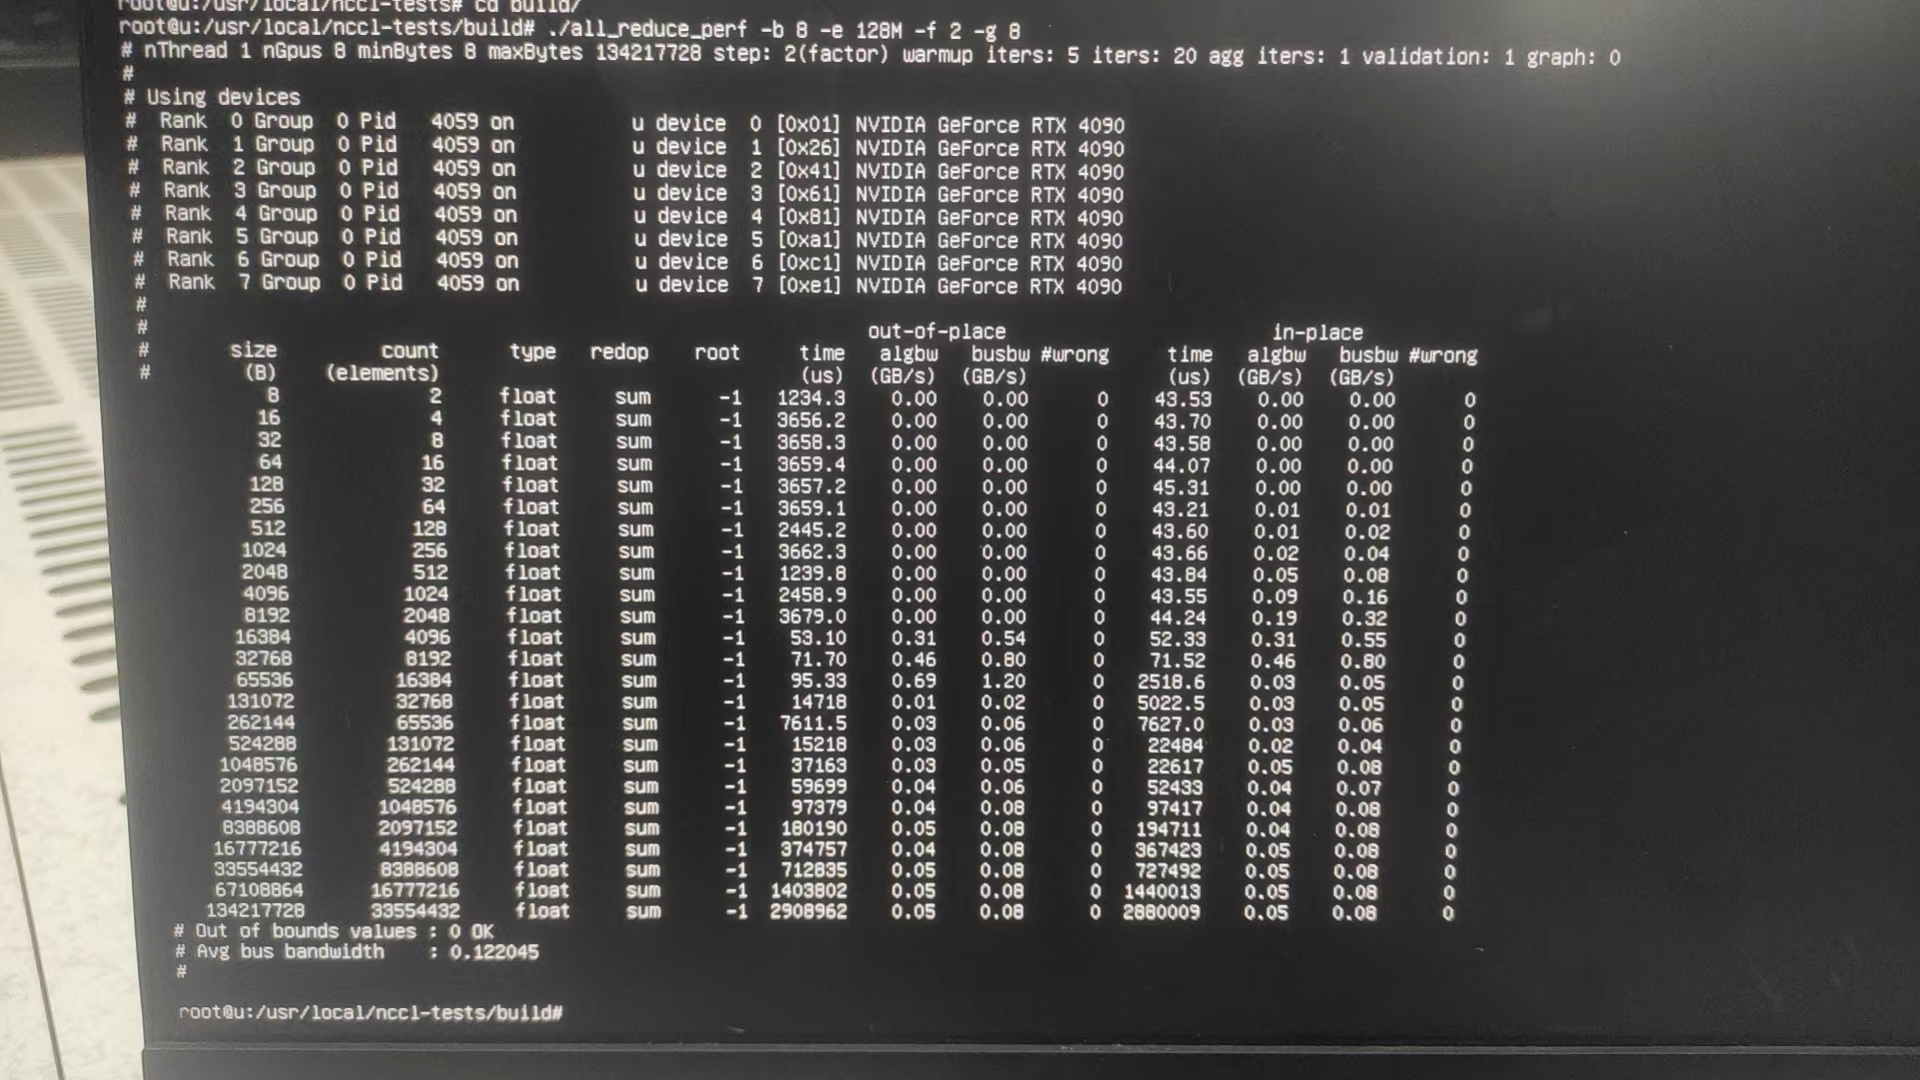 root@u:/usr/local/nccl-tests# cd build/
root@u:/usr/local/nccl-tests/build# ./all_reduce_perf -b 8 -e 128M -f 2 -g 8
# nThread 1 nGpus 8 minBytes 8 maxBytes 134217728 step: 2(factor) warmup iters: 5 iters: 20 agg iters: 1 validation: 1 graph: 0
#
# Using devices
# Rank 0 Group 0 Pid 4059 on u device 0 [0x01] NVIDIA GeForce RTX 4090
# Rank 1 Group 0 Pid 4059 on u device 1 [0x26] NVIDIA GeForce RTX 4090
# Rank 2 Group 0 Pid 4059 on u device 2 [0x41] NVIDIA GeForce RTX 4090
# Rank 3 Group 0 Pid 4059 on u device 3 [0x61] NVIDIA GeForce RTX 4090
# Rank 4 Group 0 Pid 4059 on u device 4 [0x81] NVIDIA GeForce RTX 4090
# Rank 5 Group 0 Pid 4059 on u device 5 [0xa1] NVIDIA GeForce RTX 4090
# Rank 6 Group 0 Pid 4059 on u device 6 [0xc1] NVIDIA GeForce RTX 4090
# Rank 7 Group 0 Pid 4059 on u device 7 [0xe1] NVIDIA GeForce RTX 4090
#
# out-of-place in-place
# size count type redop root time algbw busbw #wrong time algbw busbw #wrong
# (B) (elements) (us) (GB/s) (GB/s) (us) (GB/s) (GB/s)
8 2 float sum -1 1234.3 0.00 0.00 0 43.53 0.00 0.00 0
16 4 float sum -1 3656.2 0.00 0.00 0 43.70 0.00 0.00 0
32 8 float sum -1 3658.3 0.00 0.00 0 43.58 0.00 0.00 0
64 16 float sum -1 3659.4 0.00 0.00 0 44.07 0.00 0.00 0
128 32 float sum -1 3657.2 0.00 0.00 0 45.31 0.00 0.00 0
256 64 float sum -1 3659.1 0.00 0.00 0 43.21 0.01 0.01 0
512 128 float sum -1 2445.2 0.00 0.00 0 43.60 0.01 0.02 0
1024 256 float sum -1 3662.3 0.00 0.00 0 43.66 0.02 0.04 0
2048 512 float sum -1 1239.8 0.00 0.00 0 43.84 0.05 0.08 0
4096 1024 float sum -1 2458.9 0.00 0.00 0 43.55 0.09 0.16 0
8192 2048 float sum -1 3679.0 0.00 0.00 0 44.24 0.19 0.32 0
16384 4096 float sum -1 53.10 0.31 0.54 0 52.33 0.31 0.55 0
32768 8192 float sum -1 71.70 0.46 0.80 0 71.52 0.46 0.80 0
65536 16384 float sum -1 95.33 0.69 1.20 0 2518.6 0.03 0.05 0
131072 32768 float sum -1 14718 0.01 0.02 0 5022.5 0.03 0.05 0
262144 65536 float sum -1 7611.5 0.03 0.06 0 7627.0 0.03 0.06 0
524288 131072 float sum -1 15218 0.03 0.06 0 22484 0.02 0.04 0
1048576 262144 float sum -1 37163 0.03 0.05 0 22617 0.05 0.08 0
2097152 524288 float sum -1 59699 0.04 0.06 0 52433 0.04 0.07 0
4194304 1048576 float sum -1 97379 0.04 0.08 0 97417 0.04 0.08 0
8388608 2097152 float sum -1 180190 0.05 0.08 0 194711 0.04 0.08 0
16777216 4194304 float sum -1 374757 0.04 0.08 0 367423 0.05 0.08 0
33554432 8388608 float sum -1 712835 0.05 0.08 0 727492 0.05 0.08 0
67108864 16777216 float sum -1 1403802 0.05 0.08 0 1440013 0.05 0.08 0
134217728 33554432 float sum -1 2908962 0.05 0.08 0 2880009 0.05 0.08 0
# Out of bounds values : 0 OK
# Avg bus bandwidth : 0.122045
#
root@u:/usr/local/nccl-tests/build#